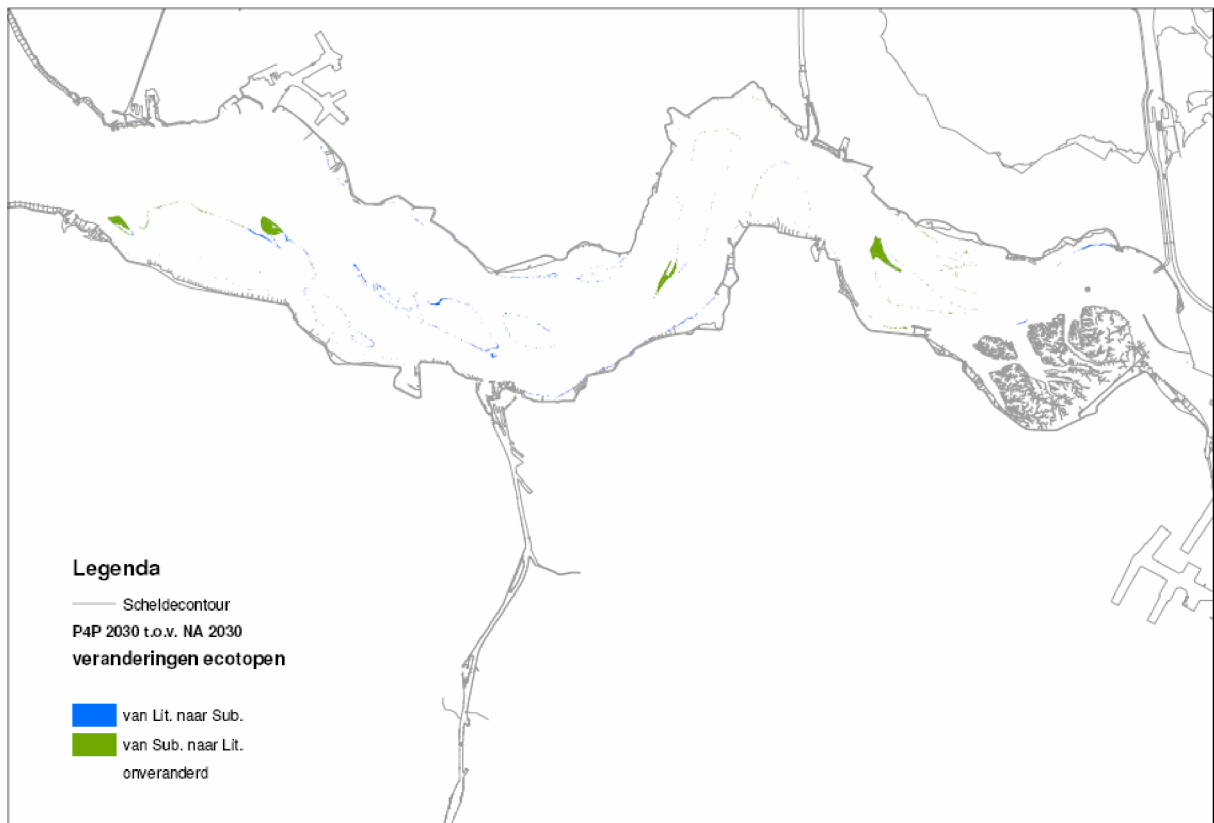 Legenda
Scheldecontour
P4P 2030 t.o.v. NA 2030
veranderingen ecotopen
van Lit. naar Sub.
van Sub. naar Lit.
onveranderd